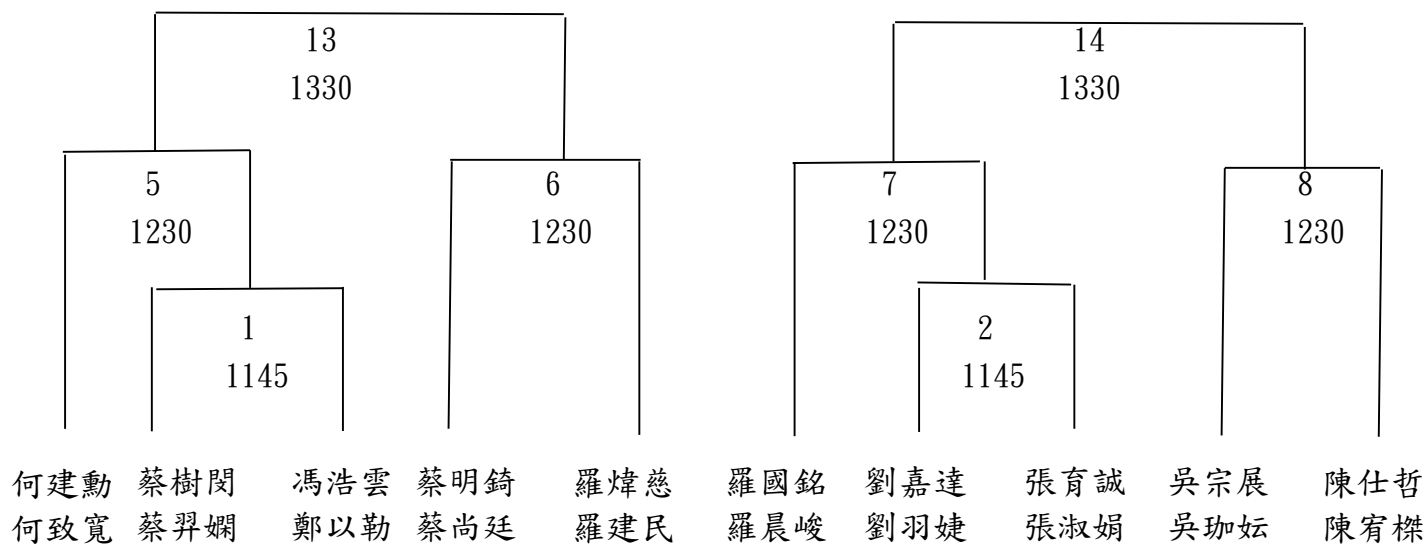 13 14
1330 1330
5 6 7 8
1230 1230 1230 1230
1 2
1145 1145
何建勳 蔡樹閔 馮浩雲 蔡明錡 羅煒慈 羅國銘 劉嘉達 張育誠 吳宗展 陳仕哲
何致寬 蔡羿嫻 鄭以勒 蔡尚廷 羅建民 羅晨峻 劉羽婕 張淑娟 吳珈妘 陳宥榤